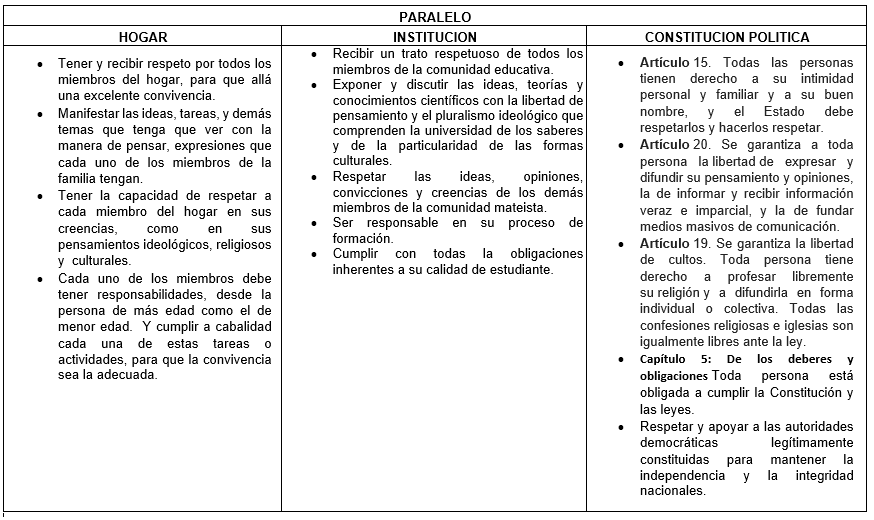 PARALELO
HOGAR
INSTITUCION
CONSTITUCION POLITICA
• Tener y recibir respeto por todos los
miembros del hogar, para que allá
una excelente convivencia.
• Manifestar las ideas, tareas, y demás
temas que tenga que ver con la
manera de pensar, expresiones que
cada uno de los miembros de la
familia tengan.
• Tener la capacidad de respetar a
cada miembro del hogar en sus
creencias, como en sus
pensamientos ideológicos, religiosos
y culturales.
• Cada uno de los miembros debe
tener responsabilidades, desde la
persona de más edad como el de
menor edad. Y cumplir a cabalidad
cada una de estas tareas o
actividades, para que la convivencia
sea la adecuada.
• Recibir un trato respetuoso de todos los
miembros de la comunidad educativa.
• Exponer y discutir las ideas, teorías y
conocimientos científicos con la libertad de
pensamiento y el pluralismo ideológico que
comprenden la universidad de los saberes
y de la particularidad de las formas
culturales.
• Respetar las ideas, opiniones,
convicciones y creencias de los demás
miembros de la comunidad mateista.
• Ser responsable en su proceso de
formación.
• Cumplir con todas la obligaciones
inherentes a su calidad de estudiante.
• Artículo 15. Todas las personas
tienen derecho a su intimidad
personal y familiar y a su buen
nombre, y el Estado debe
respetarlos y hacerlos respetar.
• Artículo 20. Se garantiza a toda
persona la libertad de expresar y
difundir su pensamiento y opiniones,
la de informar y recibir información
veraz e imparcial, y la de fundar
medios masivos de comunicación.
• Artículo 19. Se garantiza la libertad
de cultos. Toda persona tiene
derecho a profesar libremente
su religión y a difundirla en forma
individual o colectiva. Todas las
confesiones religiosas e iglesias son
igualmente libres ante la ley.
• Capítulo 5: De los deberes y
obligaciones Toda persona está
obligada a cumplir la Constitución y
las leyes.
• Respetar y apoyar a las autoridades
democráticas legítimamente
constituidas para mantener la
independencia y la integridad
nacionales.